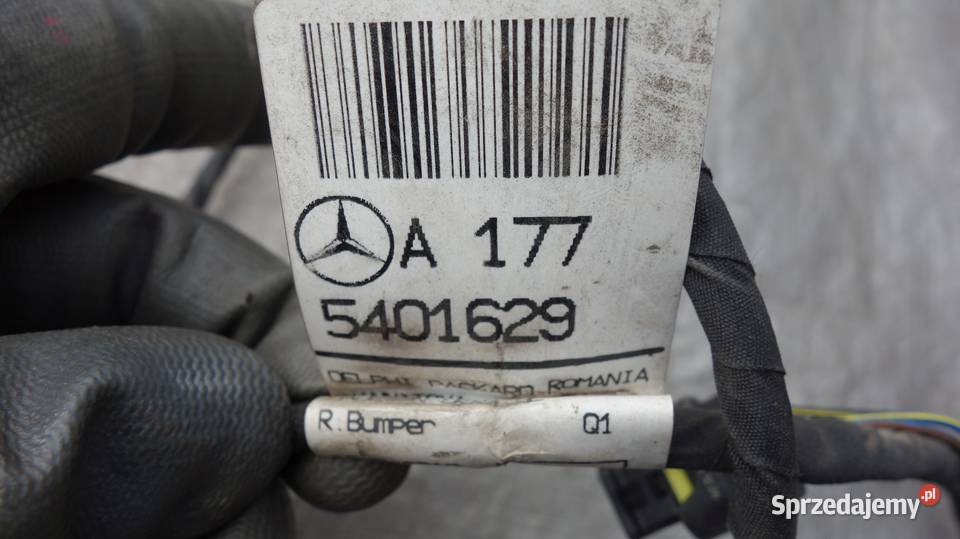 A 177
5401629
DELPHI PACKARD ROMANIA
R.Bumper Q1
Sprzedajemy.pl